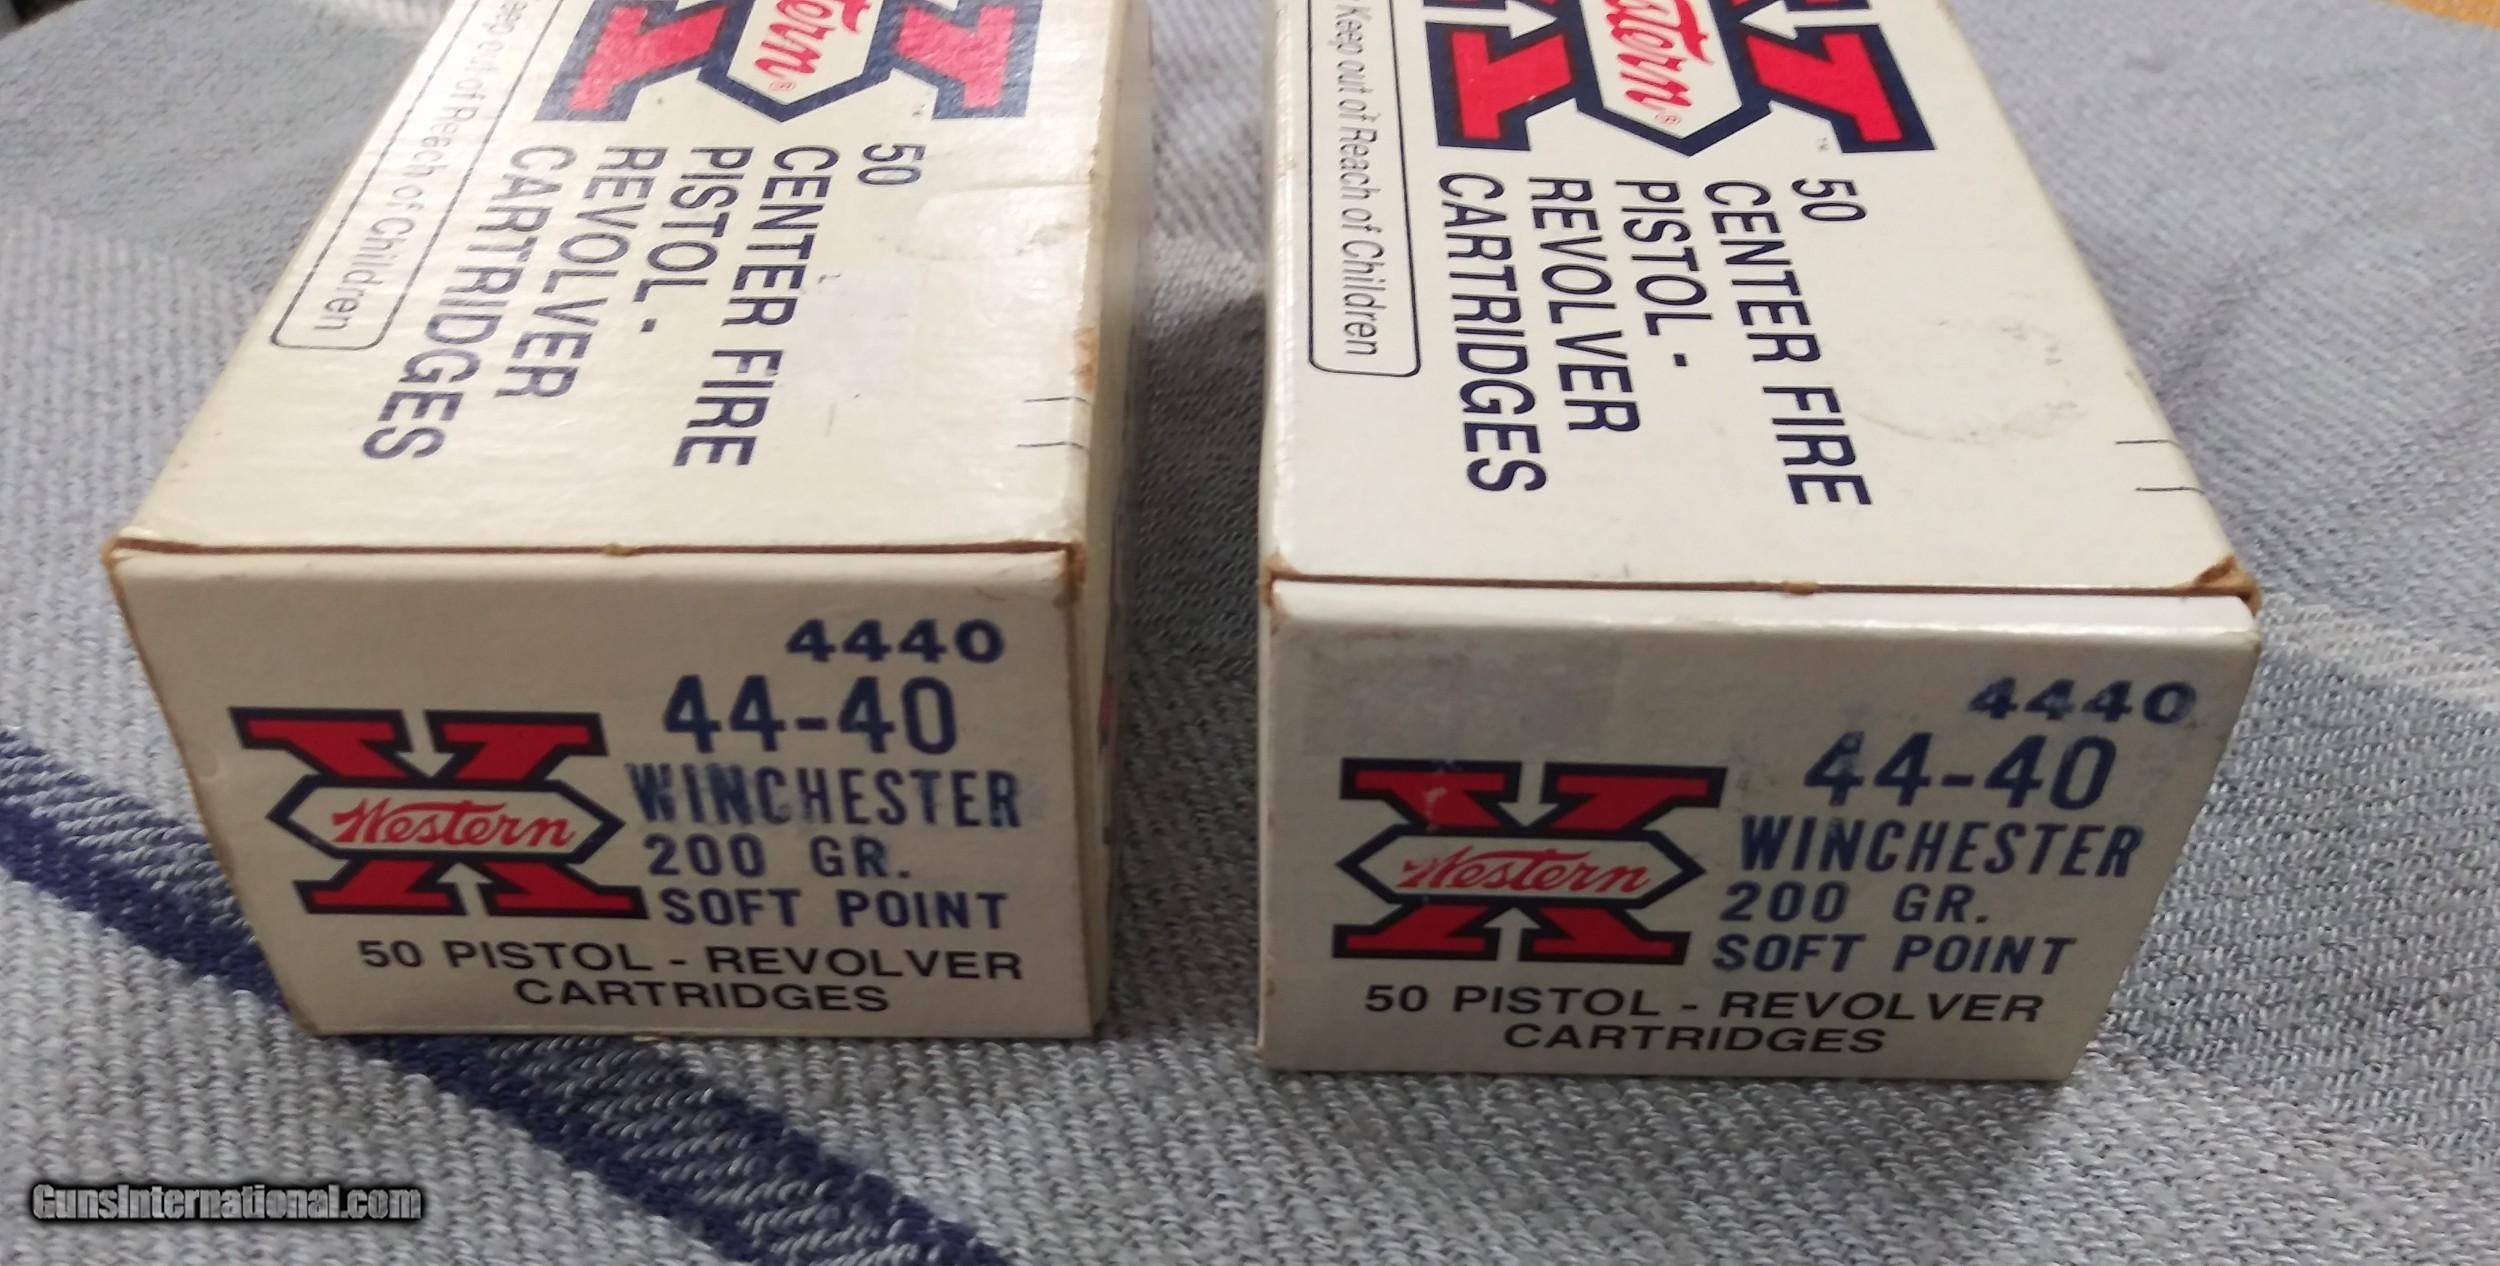 Western®
™
50
CENTER FIRE
PISTOL -
REVOLVER
CARTRIDGES
Keep out of Reach of Children
4440
44-40
WINCHESTER
200 GR.
SOFT POINT
Western
50 PISTOL - REVOLVER
CARTRIDGES
Western®
™
50
CENTER FIRE
PISTOL -
REVOLVER
CARTRIDGES
Keep out of Reach of Children
4440
44-40
WINCHESTER
200 GR.
SOFT POINT
Western
50 PISTOL - REVOLVER
CARTRIDGES
GunsInternational.com